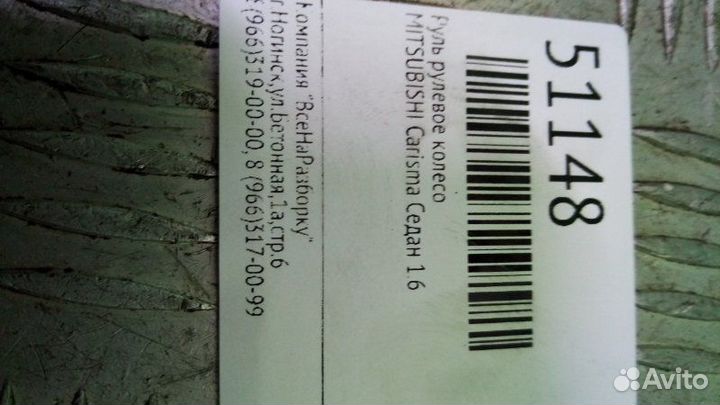 51148
Руль рулевое колесо
MITSUBISHI Carisma Седан 1.6
Компания "ВсеНаРазборку"
г Ногинск,ул.Бетонная,1а,стр.6
8 (966)319-00-00, 8 (966)317-00-99
Avito